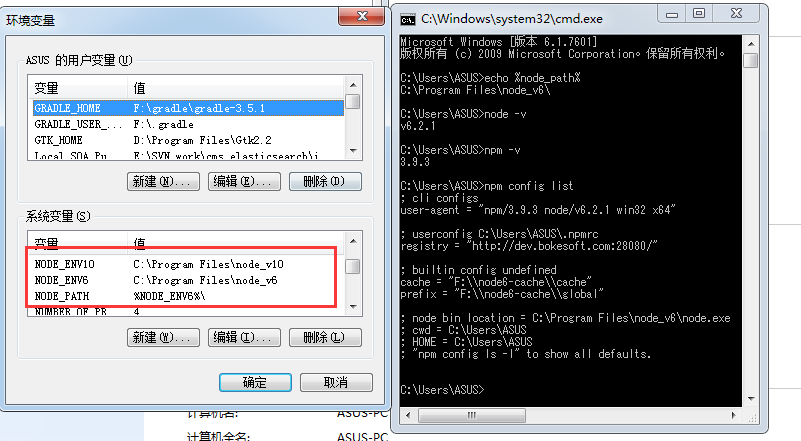 环境变量
ASUS 的用户变量(U)
变量 值
GRADLE_HOME F:\gradle\gradle-3.5.1
GRADLE_USER_... F:\.gradle
GTK_HOME D:\Program Files\Gtk2.2
Local SOA Pu E:\SVN work\cms elasticsearch\i
新建(N)... 编辑(E)... 删除(D)
系统变量(S)
变量 值
NODE_ENV10 C:\Program Files\node_v10
NODE_ENV6 C:\Program Files\node_v6
NODE_PATH %NODE_ENV6%\
NUMBER_OF_PR 4
新建(W)... 编辑(I)... 删除(L)
确定 取消
计算机名: ASUS-PC
计算机全名: ASUS-PC
C:\Windows\system32\cmd.exe
Microsoft Windows [版本 6.1.7601]
版权所有 (c) 2009 Microsoft Corporation。保留所有权利。
C:\Users\ASUS>echo %node_path%
C:\Program Files\node_v6\
C:\Users\ASUS>node -v
v6.2.1
C:\Users\ASUS>npm -v
3.9.3
C:\Users\ASUS>npm config list
; cli configs
user-agent = "npm/3.9.3 node/v6.2.1 win32 x64"
; userconfig C:\Users\ASUS\.npmrc
registry = "http://dev.bokesoft.com:28080/"
; builtin config undefined
cache = "F:\\node6-cache\\cache"
prefix = "F:\\node6-cache\\global"
; node bin location = C:\Program Files\node_v6\node.exe
; cwd = C:\Users\ASUS
; HOME = C:\Users\ASUS
; "npm config ls -l" to show all defaults.
C:\Users\ASUS>